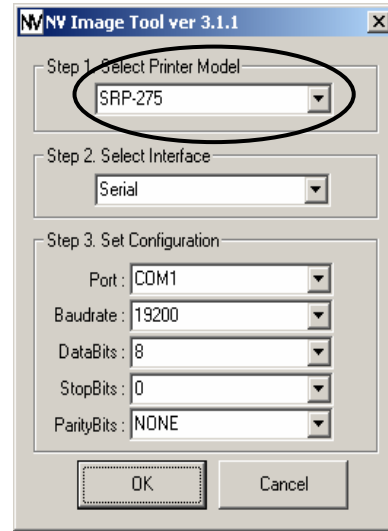 NV NV Image Tool ver 3.1.1
Step 1. Select Printer Model
SRP-275
Step 2. Select Interface
Serial
Step 3. Set Configuration
Port : COM1
Baudrate : 19200
DataBits : 8
StopBits : 0
ParityBits : NONE
OK Cancel